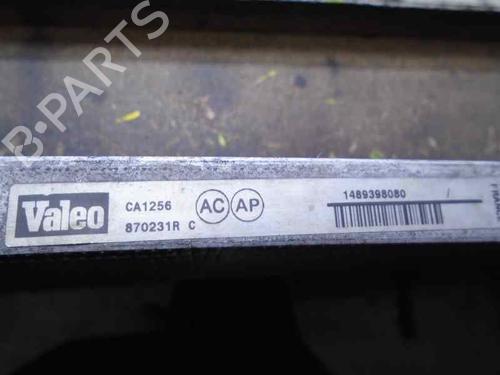 B-PARTS
Valeo
CA1256
870231R C
AC AP
1489398080 /